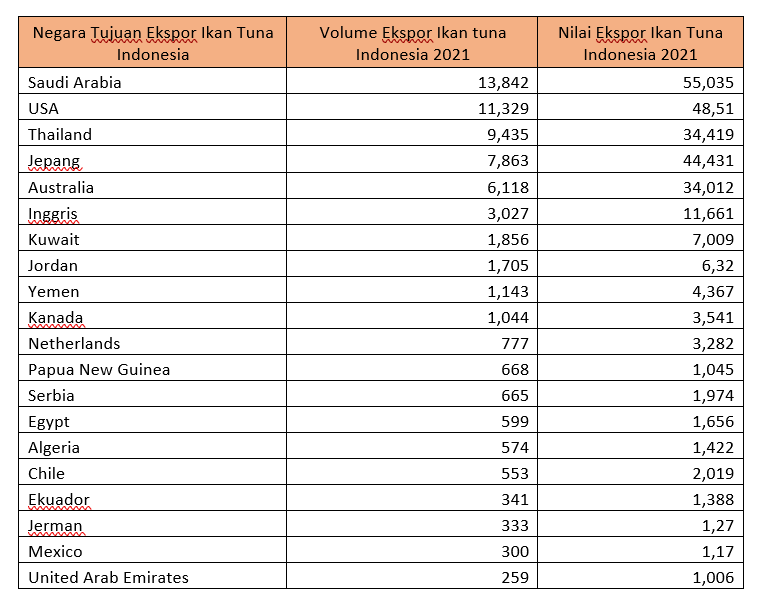 Negara Tujuan Ekspor Ikan Tuna Indonesia | Volume Ekspor Ikan tuna Indonesia 2021 | Nilai Ekspor Ikan Tuna Indonesia 2021
Saudi Arabia 13,842 55,035
USA 11,329 48,51
Thailand 9,435 34,419
Jepang 7,863 44,431
Australia 6,118 34,012
Inggris 3,027 11,661
Kuwait 1,856 7,009
Jordan 1,705 6,32
Yemen 1,143 4,367
Kanada 1,044 3,541
Netherlands 777 3,282
Papua New Guinea 668 1,045
Serbia 665 1,974
Egypt 599 1,656
Algeria 574 1,422
Chile 553 2,019
Ekuador 341 1,388
Jerman 333 1,27
Mexico 300 1,17
United Arab Emirates 259 1,006